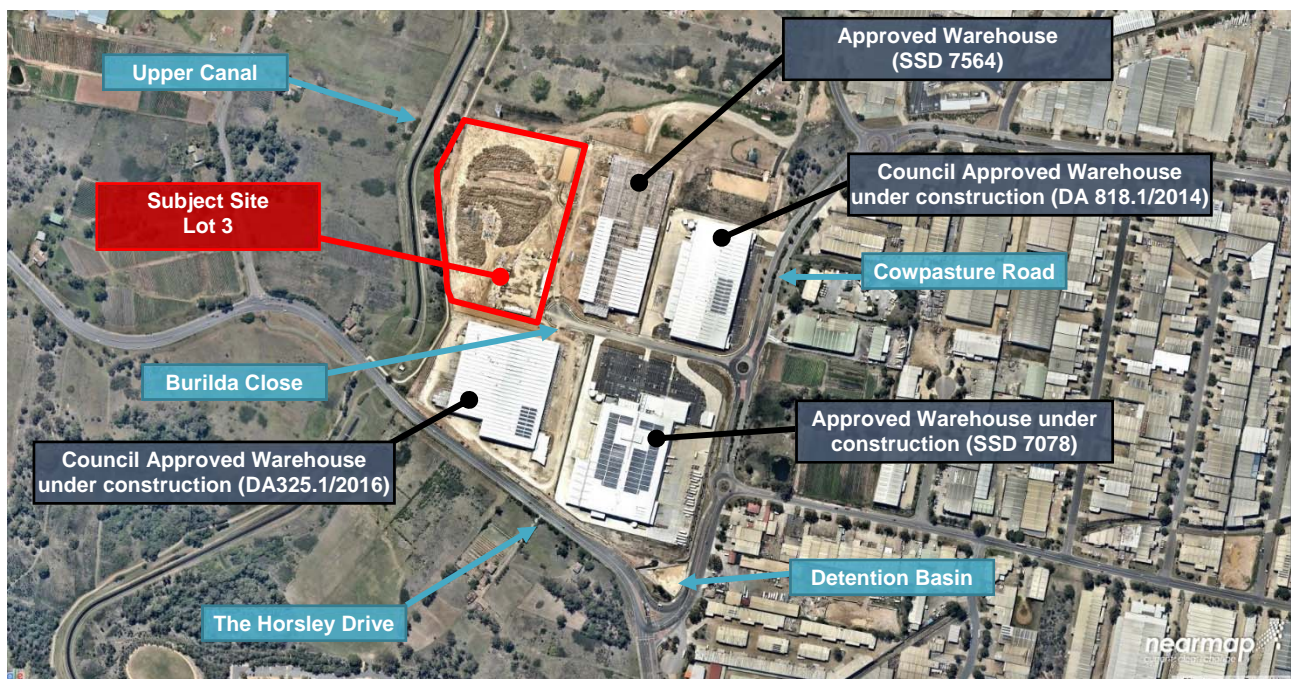 Approved Warehouse
(SSD 7564)
Upper Canal
Council Approved Warehouse
under construction (DA 818.1/2014)
Subject Site
Lot 3
Cowpasture Road
Burilda Close
Approved Warehouse under
construction (SSD 7078)
Council Approved Warehouse
under construction (DA325.1/2016)
Detention Basin
The Horsley Drive
nearmap